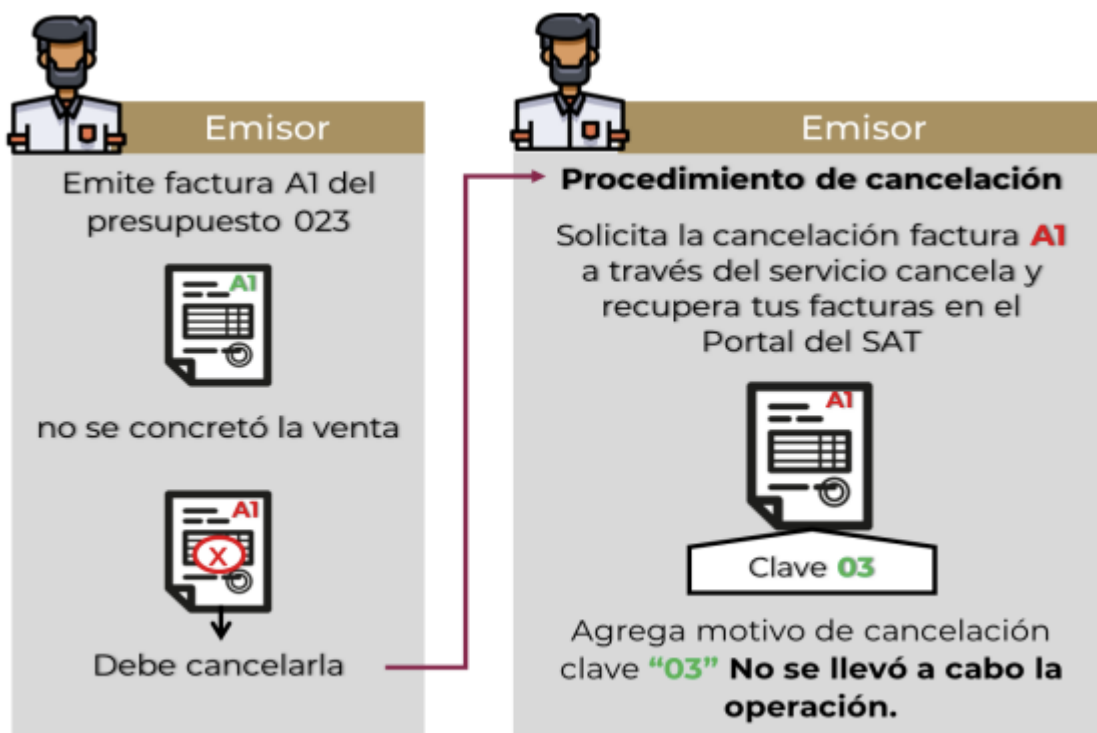 Emisor
Emite factura A1 del
presupuesto 023
A1
no se concretó la venta
A1
X
Debe cancelarla
Emisor
Procedimiento de cancelación
Solicita la cancelación factura A1
a través del servicio cancela y
recupera tus facturas en el
Portal del SAT
A1
Clave 03
Agrega motivo de cancelación
clave “03” No se llevó a cabo la
operación.